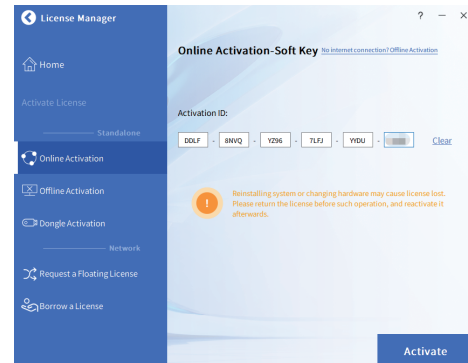 License Manager
? — ×
Home
Activate License
Standalone
Online Activation
Offline Activation
Dongle Activation
Network
Request a Floating License
Borrow a License
Online Activation-Soft Key No internet connection? Offline Activation
Activation ID:
DDLF - 8NVQ - YZ96 - 7LFJ - YYDU - Clear
Reinstalling system or changing hardware may cause license lost.
Please return the license before such operation, and reactivate it
afterwards.
Activate